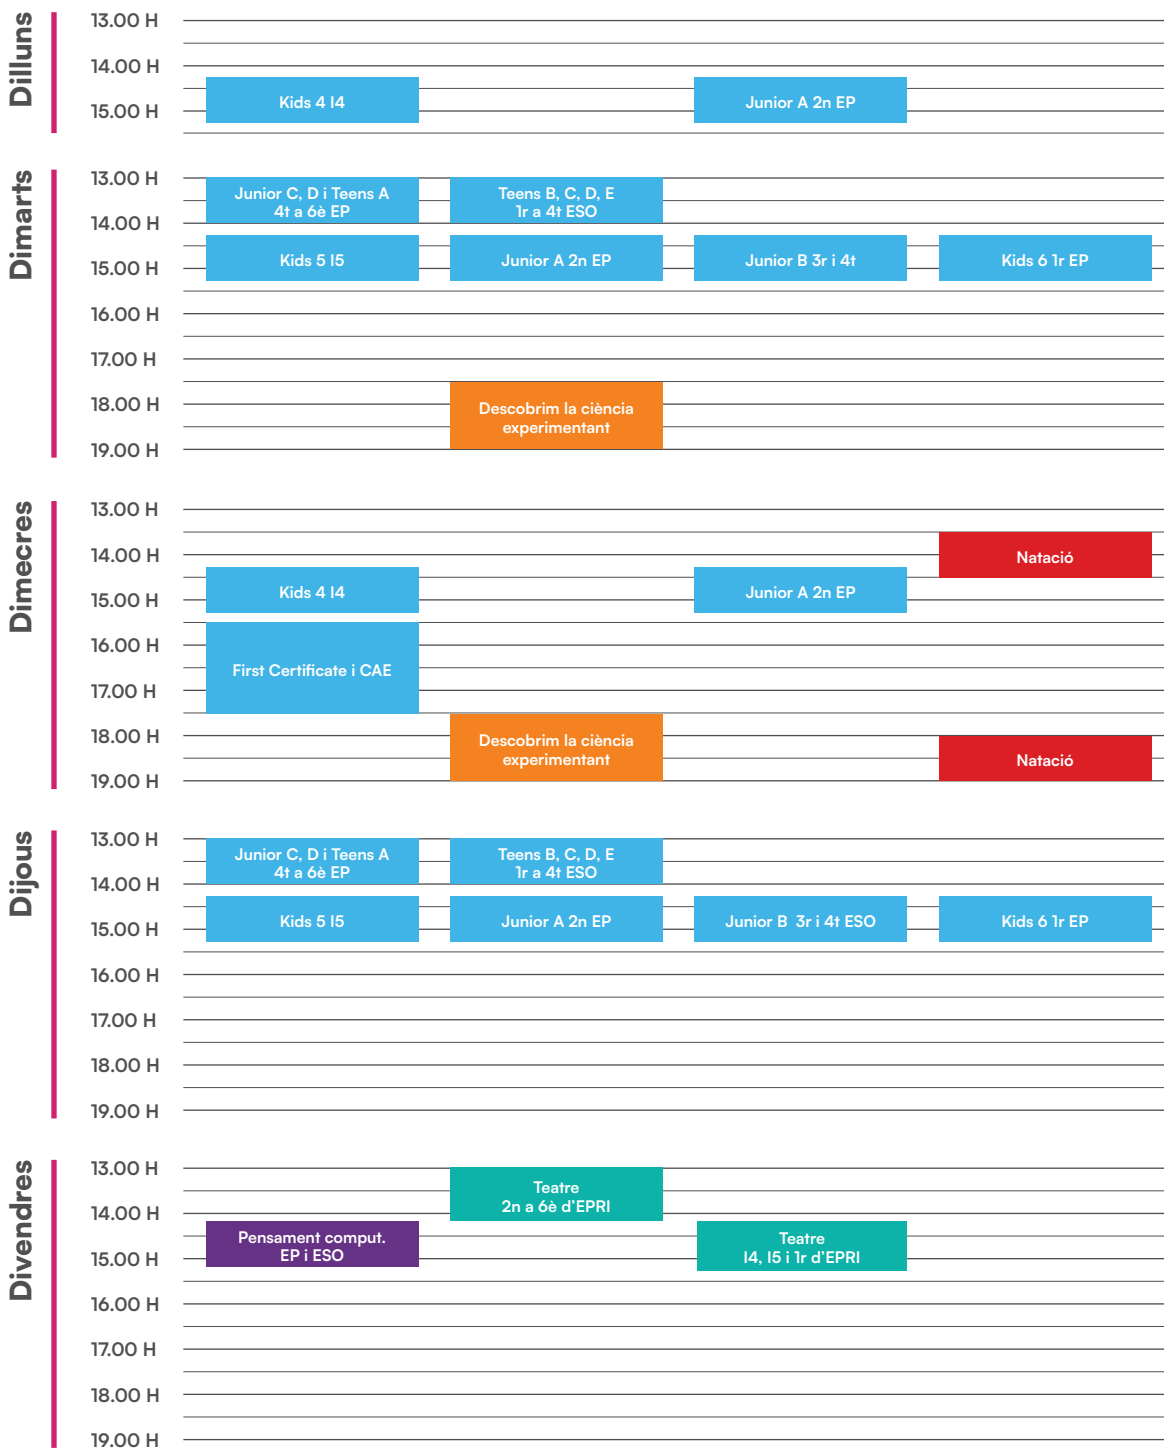 Dilluns
13.00 H
14.00 H
15.00 H
Kids 4 I4
Junior A 2n EP
Dimarts
13.00 H
14.00 H
15.00 H
16.00 H
17.00 H
18.00 H
19.00 H
Junior C, D i Teens A
4t a 6è EP
Teens B, C, D, E
1r a 4t ESO
Kids 5 I5
Junior A 2n EP
Junior B 3r i 4t
Kids 6 1r EP
Descobrim la ciència
experimentant
Dimecres
13.00 H
14.00 H
15.00 H
16.00 H
17.00 H
18.00 H
19.00 H
Natació
Kids 4 I4
Junior A 2n EP
First Certificate i CAE
Descobrim la ciència
experimentant
Natació
Dijous
13.00 H
14.00 H
15.00 H
16.00 H
17.00 H
18.00 H
19.00 H
Junior C, D i Teens A
4t a 6è EP
Teens B, C, D, E
1r a 4t ESO
Kids 5 I5
Junior A 2n EP
Junior B  3r i 4t ESO
Kids 6 1r EP
Divendres
13.00 H
14.00 H
15.00 H
16.00 H
17.00 H
18.00 H
19.00 H
Teatre
2n a 6è d’EPRI
Pensament comput.
EP i ESO
Teatre
I4, I5 i 1r d’EPRI